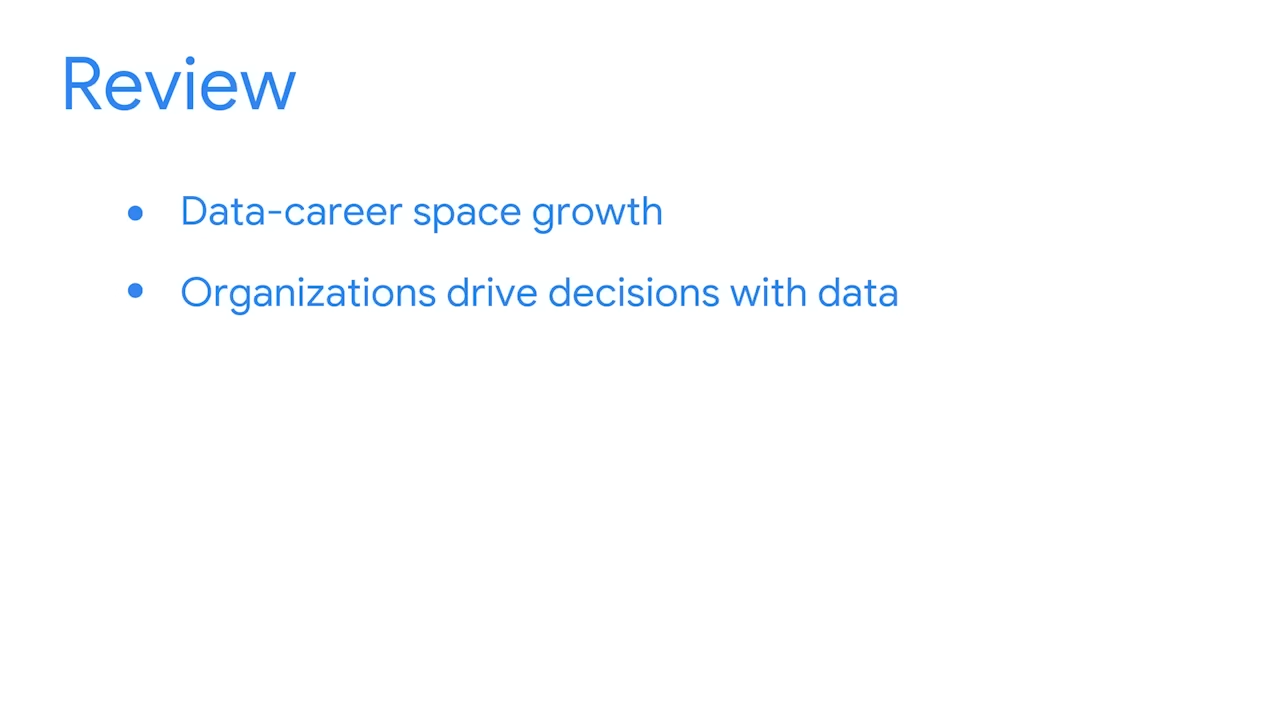 Review
• Data-career space growth
• Organizations drive decisions with data